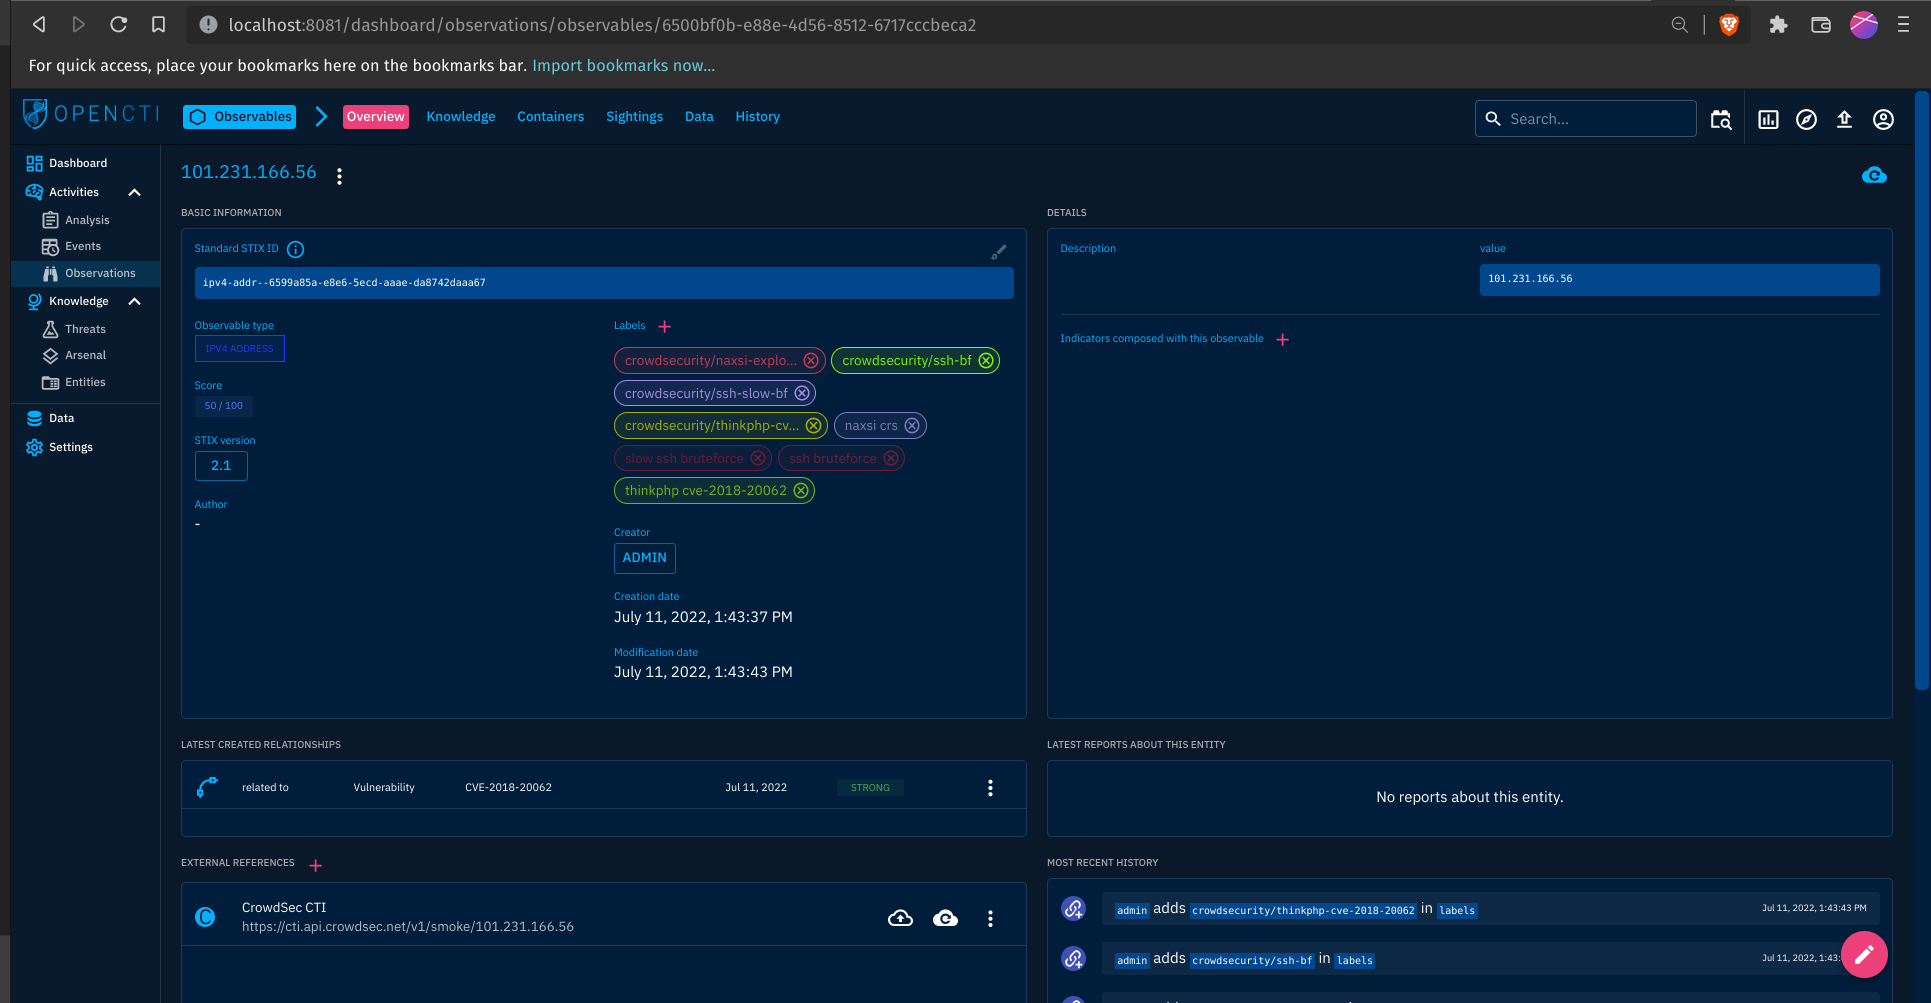 localhost:8081/dashboard/observations/observables/6500bf0b-e88e-4d56-8512-6717cccbeca2
For quick access, place your bookmarks here on the bookmarks bar. Import bookmarks now...
OPENCTI
Observables
Overview
Knowledge
Containers
Sightings
Data
History
Search...
Dashboard
Activities
Analysis
Events
Observations
Knowledge
Threats
Arsenal
Entities
Data
Settings
101.231.166.56
BASIC INFORMATION
Standard STIX ID
ipv4-addr--6599a85a-e8e6-5ecd-aaae-da8742daaa67
Observable type
IPV4 ADDRESS
Score
50 / 100
STIX version
2.1
Author
-
Labels
crowdsecurity/naxsi-explo...
crowdsecurity/ssh-bf
crowdsecurity/ssh-slow-bf
crowdsecurity/thinkphp-cv...
naxsi crs
slow ssh bruteforce
ssh bruteforce
thinkphp cve-2018-20062
Creator
ADMIN
Creation date
July 11, 2022, 1:43:37 PM
Modification date
July 11, 2022, 1:43:43 PM
DETAILS
Description
value
101.231.166.56
Indicators composed with this observable
LATEST CREATED RELATIONSHIPS
related to Vulnerability CVE-2018-20062 Jul 11, 2022 STRONG
LATEST REPORTS ABOUT THIS ENTITY
No reports about this entity.
EXTERNAL REFERENCES
CrowdSec CTI
https://cti.api.crowdsec.net/v1/smoke/101.231.166.56
MOST RECENT HISTORY
admin adds crowdsecurity/thinkphp-cve-2018-20062 in labels Jul 11, 2022, 1:43:43 PM
admin adds crowdsecurity/ssh-bf in labels Jul 11, 2022, 1:43: